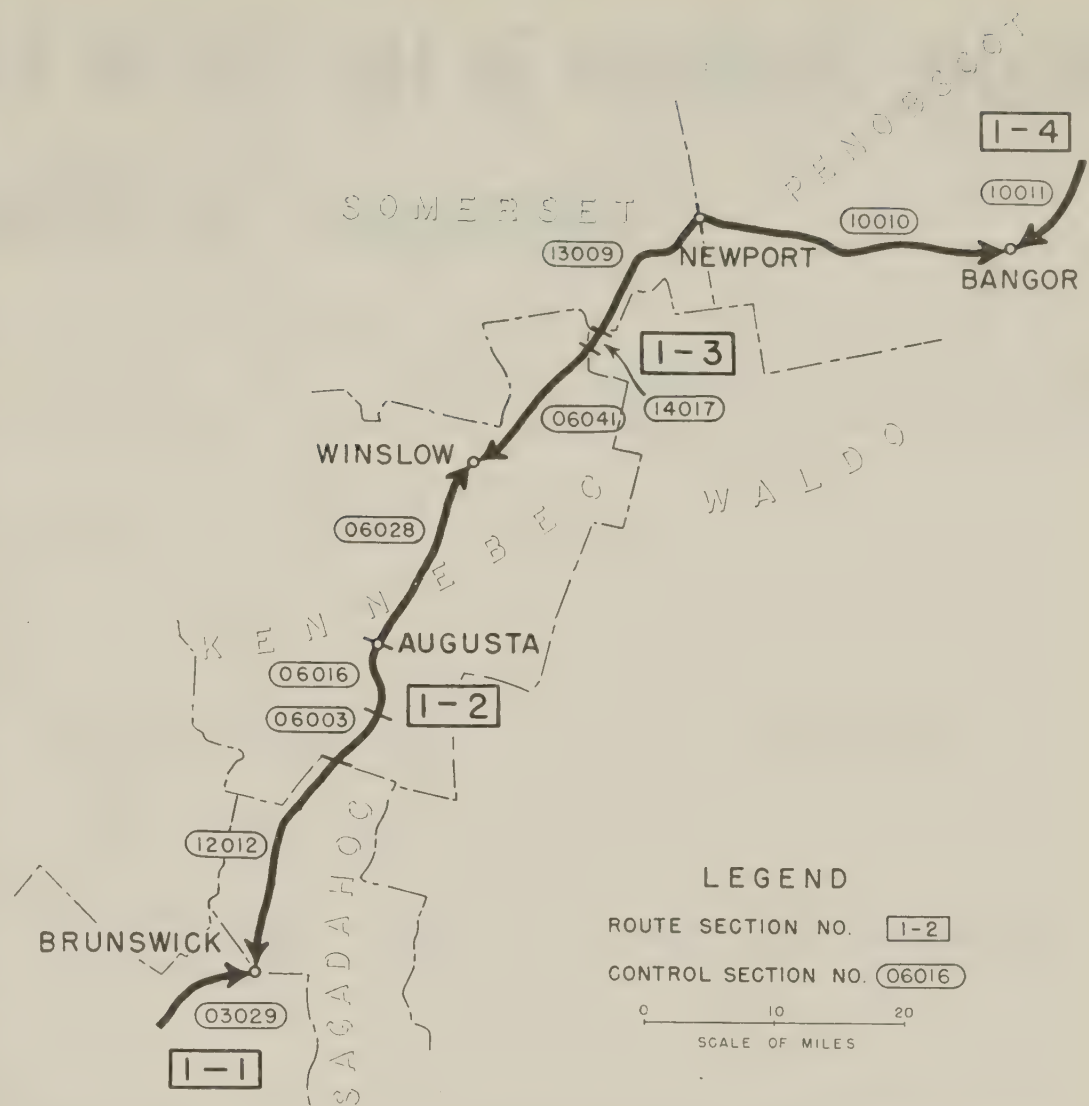 PENOBSCOT
1-4
10011
SOMERSET
10010
13009
NEWPORT
BANGOR
1-3
14017
06041
WINSLOW
WALDO
06028
KENNEBEC
AUGUSTA
06016
1-2
06003
12012
SAGADAHOC
LEGEND
ROUTE SECTION NO. 1-2
BRUNSWICK
CONTROL SECTION NO. 06016
03029
0 10 20
SCALE OF MILES
1-1